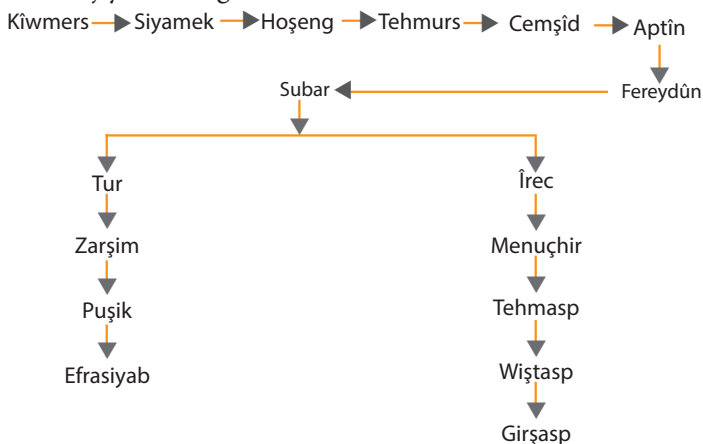 Kîwmers Siyamek Hoşeng Tehmurs Cemşîd Aptîn
Subar Fereydûn
Tur Îrec
Zarşim Menuçhir
Puşik Tehmasp
Efrasiyab Wiştasp
Girşasp